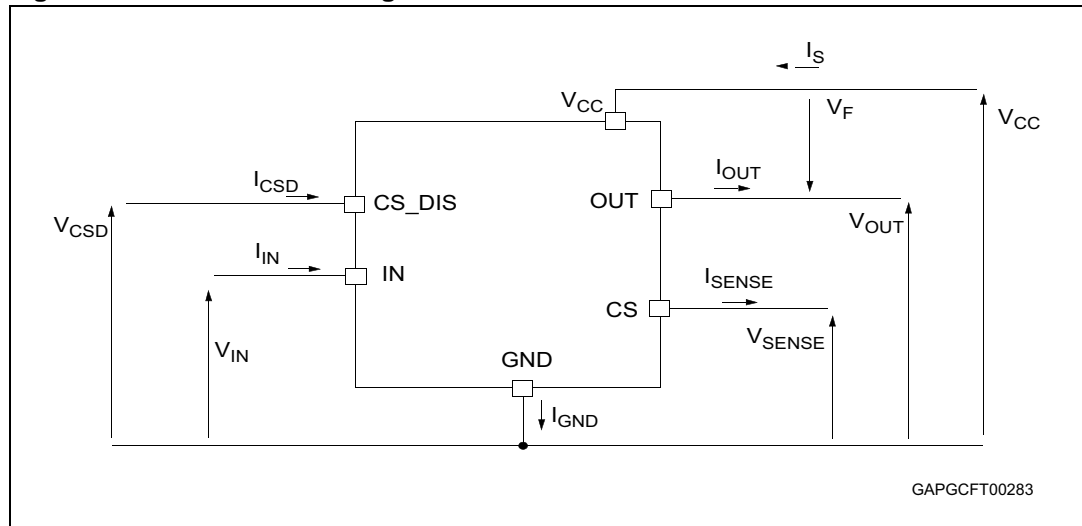 I_S
V_CC
V_F
V_CC
I_CSD
CS_DIS
OUT
I_OUT
V_CSD
V_OUT
I_IN
IN
I_SENSE
CS
V_IN
V_SENSE
GND
I_GND
GAPGCFT00283